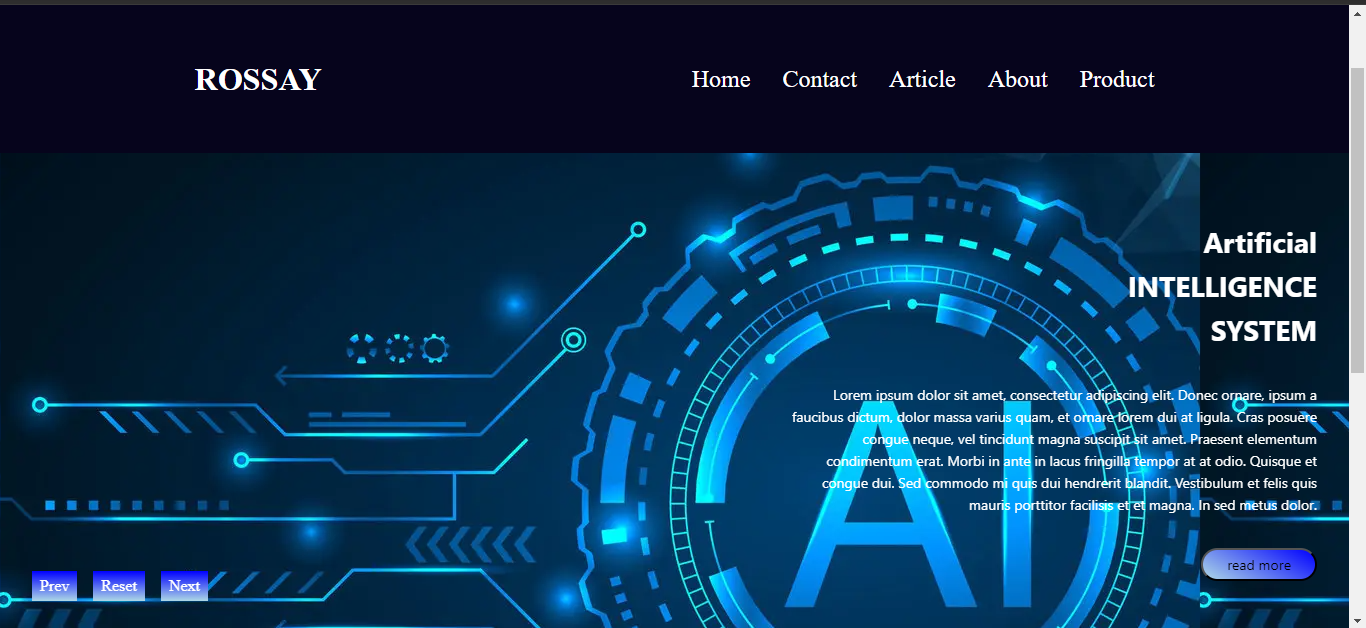 ROSSAY
Home Contact Article About Product
Artificial
INTELLIGENCE
SYSTEM
Lorem ipsum dolor sit amet, consectetur adipiscing elit. Donec ornare, ipsum a
faucibus dictum, dolor massa varius quam, et ornare lorem dui at ligula. Cras posuere
congue neque, vel tincidunt magna suscipit sit amet. Praesent elementum
condimentum erat. Morbi in ante in lacus fringilla tempor at at odio. Quisque et
congue dui. Sed commodo mi quis dui hendrerit blandit. Vestibulum et felis quis
mauris porttitor facilisis et et magna. In sed metus dolor.
AI
read more
Prev Reset Next